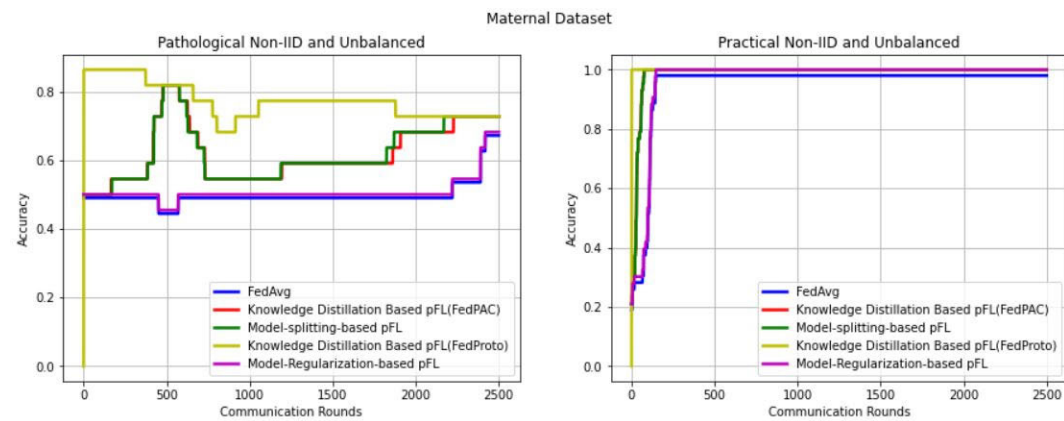 Maternal Dataset
Pathological Non-IID and Unbalanced
Accuracy
0.8
0.6
0.4
0.2
0.0
FedAvg
Knowledge Distillation Based pFL(FedPAC)
Model-splitting-based pFL
Knowledge Distillation Based pFL(FedProto)
Model-Regularization-based pFL
0 500 1000 1500 2000 2500
Communication Rounds
Practical Non-IID and Unbalanced
Accuracy
1.0
0.8
0.6
0.4
0.2
0.0
FedAvg
Knowledge Distillation Based pFL(FedPAC)
Model-splitting-based pFL
Knowledge Distillation Based pFL(FedProto)
Model-Regularization-based pFL
0 500 1000 1500 2000 2500
Communication Rounds